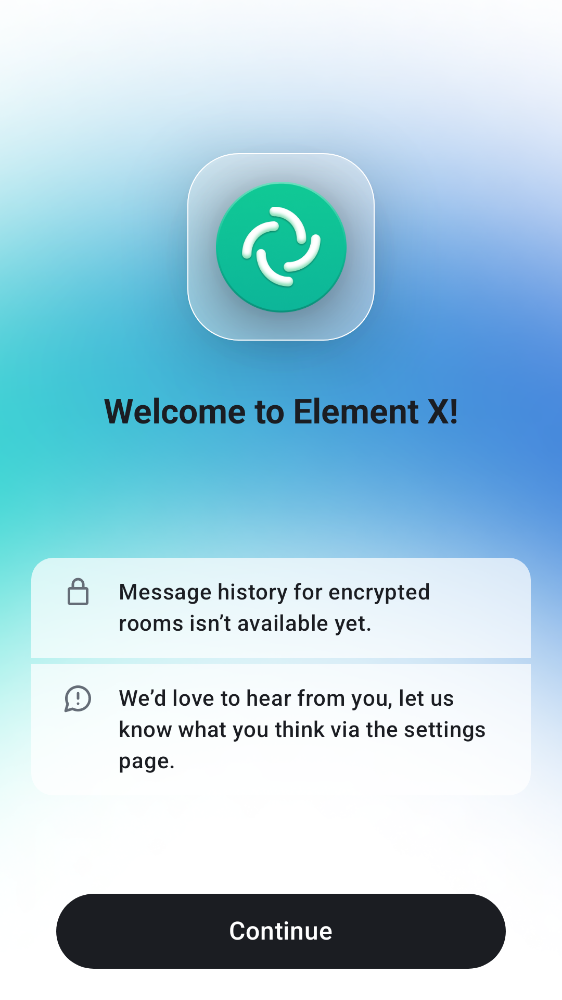 Welcome to Element X!
Message history for encrypted
rooms isn’t available yet.
We’d love to hear from you, let us
know what you think via the settings
page.
Continue